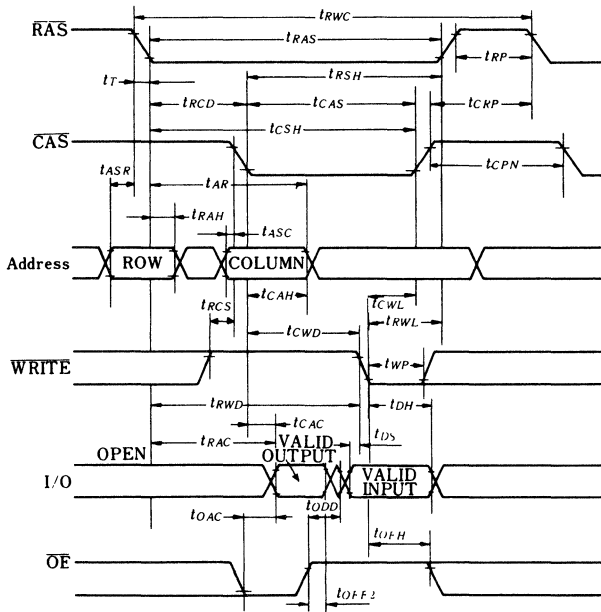 tRWC
RAS
tRAS
tRP
tT
tRSH
tRCD
tCAS
tCRP
tCSH
CAS
tASR
tAR
tCPN
tRAH
tASC
Address
ROW
COLUMN
tRCS
tCAH
tCWL
tCWD
tRWL
WRITE
tWP
tRWD
tDH
tCAC
tRAC
tDS
OPEN
VALID
OUTPUT
I/O
VALID
INPUT
tODD
tOAC
tOEH
OE
tOFF2